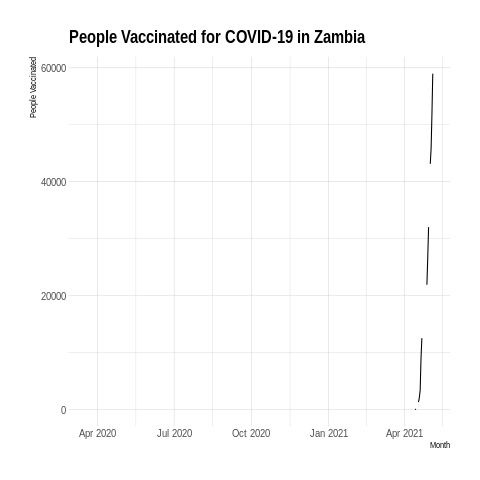 People Vaccinated for COVID-19 in Zambia
People Vaccinated
60000
40000
20000
0
Apr 2020 Jul 2020 Oct 2020 Jan 2021 Apr 2021
Month